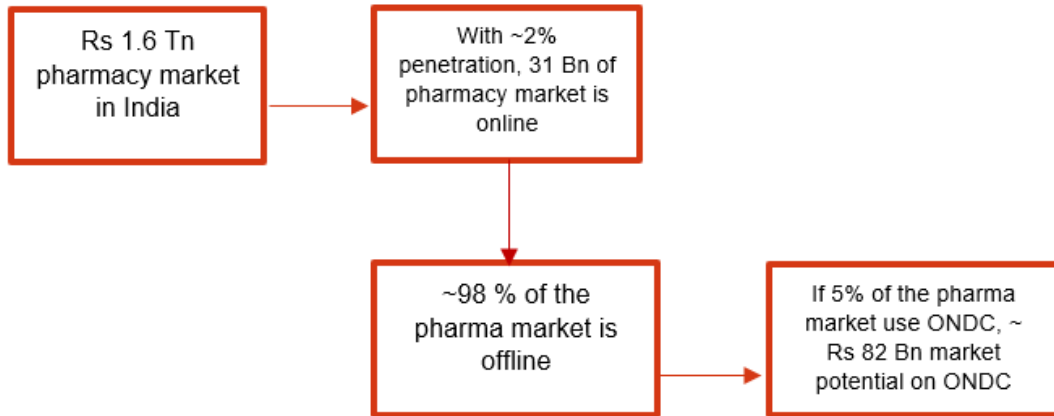 Rs 1.6 Tn
pharmacy market
in India
With ~2%
penetration, 31 Bn of
pharmacy market is
online
~98 % of the
pharma market is
offline
If 5% of the pharma
market use ONDC, ~
Rs 82 Bn market
potential on ONDC